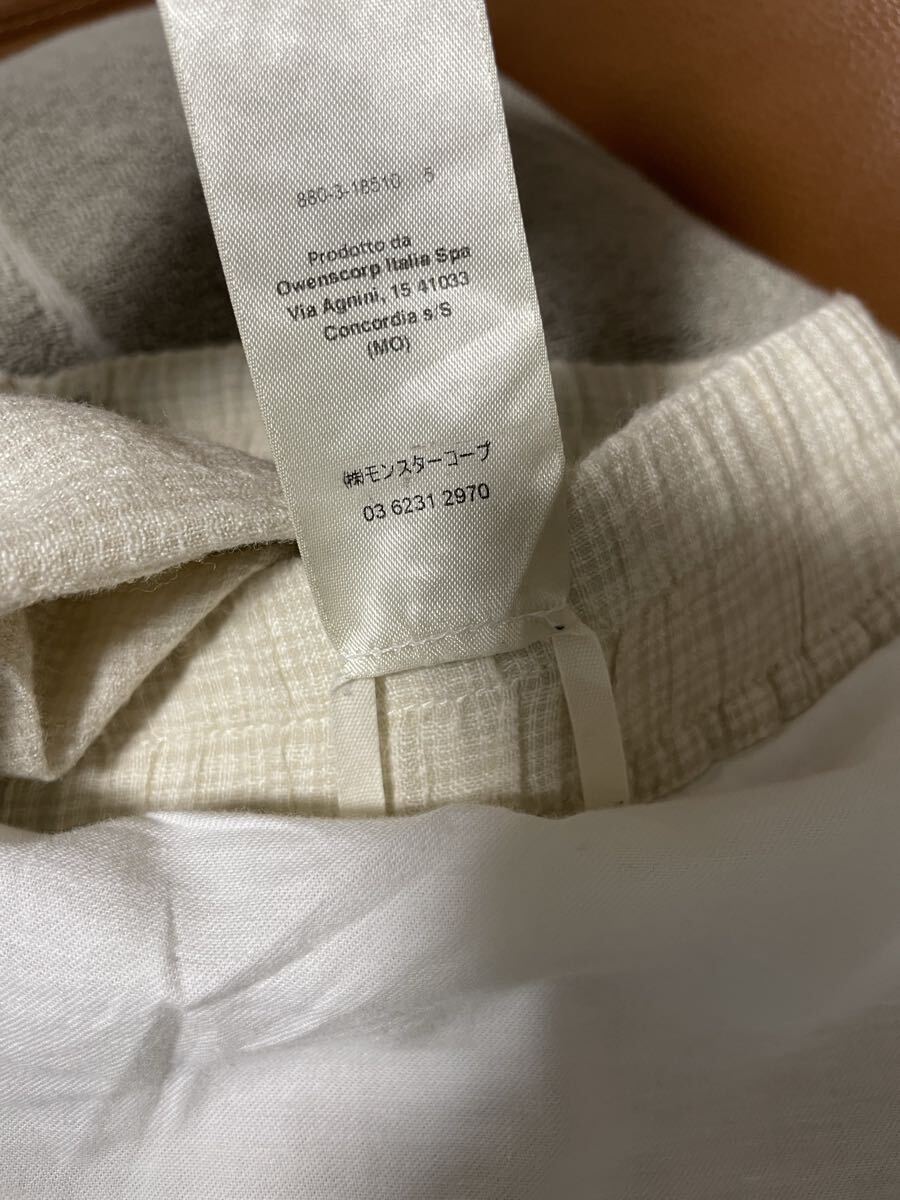 880-3-18510 5
Prodotto da
Owenscorp Italia Spa
Via Agnini, 15 41033
Concordia s/S
(MO)
㈱モンスターコープ
03 6231 2970